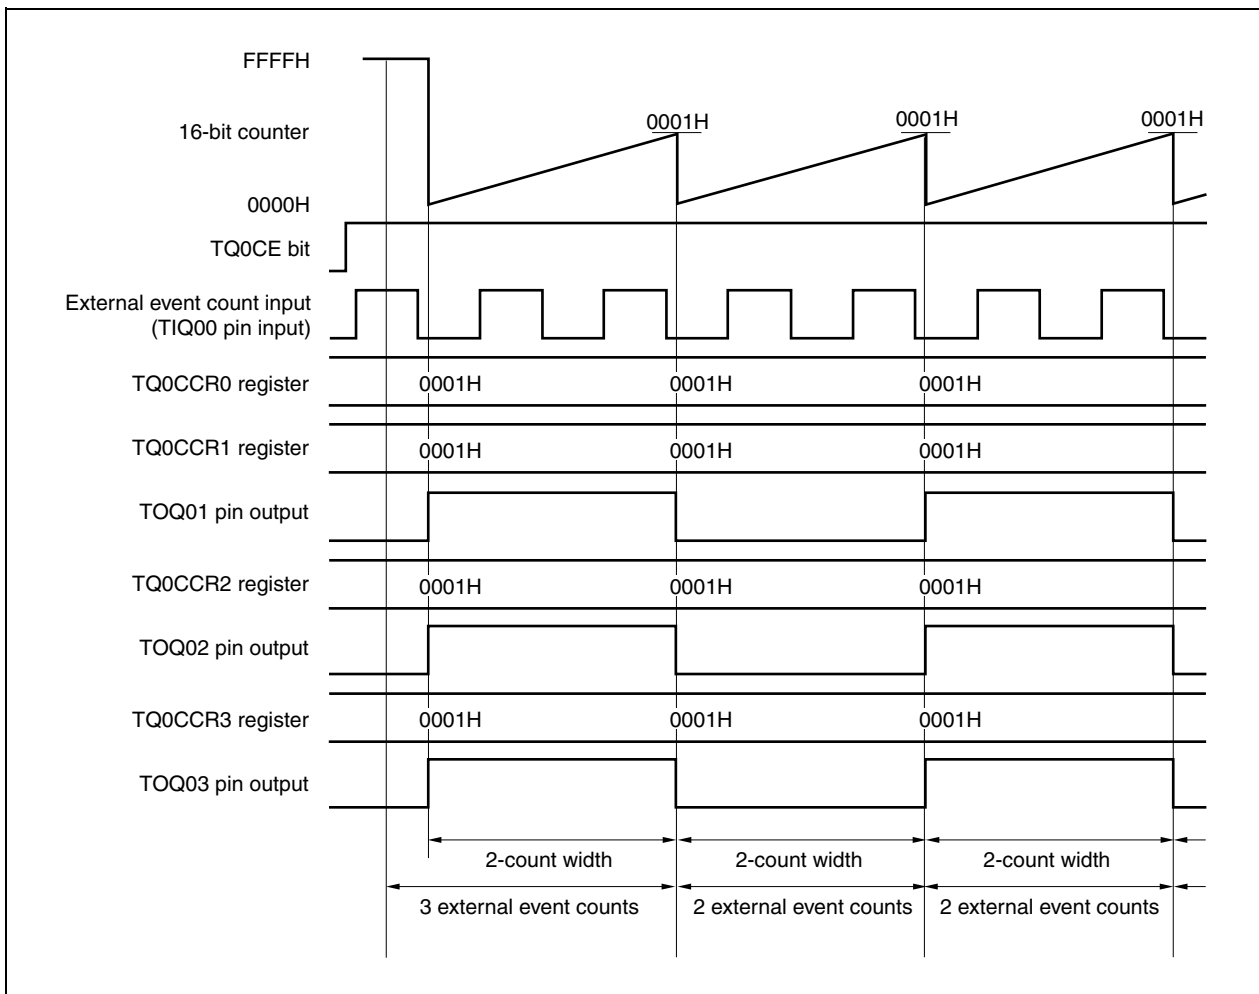 FFFFH
16-bit counter
0001H 0001H 0001H
0000H
TQ0CE bit
External event count input
(TIQ00 pin input)
TQ0CCR0 register 0001H 0001H 0001H
TQ0CCR1 register 0001H 0001H 0001H
TOQ01 pin output
TQ0CCR2 register 0001H 0001H 0001H
TOQ02 pin output
TQ0CCR3 register 0001H 0001H 0001H
TOQ03 pin output
2-count width 2-count width 2-count width
3 external event counts 2 external event counts 2 external event counts